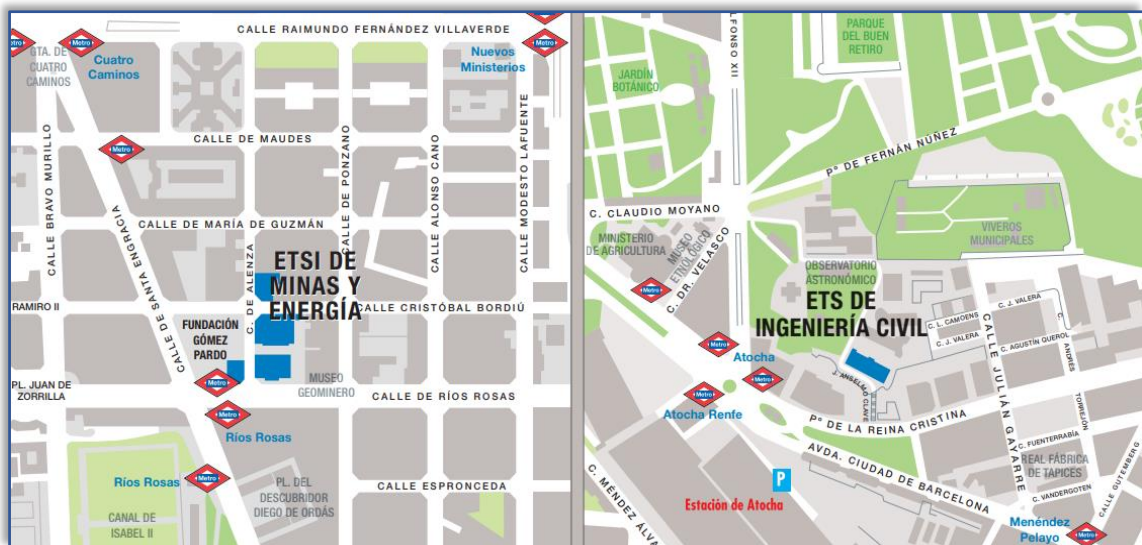 CALLE RAIMUNDO FERNÁNDEZ VILLAVERDE
Metro
Metro
Metro
Metro
GTA. DE
CUATRO
CAMINOS
Cuatro
Caminos
Nuevos
Ministerios
CALLE DE MAUDES
Metro
CALLE BRAVO MURILLO
CALLE DE SANTA ENGRACIA
CALLE DE PONZANO
CALLE ALONSO CANO
CALLE MODESTO LAFUENTE
CALLE DE MARÍA DE GUZMÁN
C. DE ALENZA
ETSI DE
MINAS Y
ENERGÍA
RAMIRO II
CALLE CRISTÓBAL BORDIÚ
FUNDACIÓN
GÓMEZ
PARDO
PL. JUAN DE
ZORRILLA
Metro
MUSEO
GEOMINERO
CALLE DE RÍOS ROSAS
Metro
Ríos Rosas
Metro
Ríos Rosas
PL. DEL
DESCUBRIDOR
DIEGO DE ORDÁS
CALLE ESPRONCEDA
CANAL DE
ISABEL II
LFONSO XII
PARQUE
DEL BUEN
RETIRO
JARDÍN
BOTÁNICO
Pº DE FERNÁN NÚÑEZ
C. CLAUDIO MOYANO
MINISTERIO
DE AGRICULTURA
MUSEO
ETNOLÓGICO
C. DR. VELASCO
Metro
VIVEROS
MUNICIPALES
OBSERVATORIO
ASTRONÓMICO
ETS DE
INGENIERÍA CIVIL
C. J. VALERA
C. L. CAMOENS
C. J. VALERA
C. AGUSTÍN QUEROL
CALLE JULIÁN GAYARRE
C. ANDRÉS TORREJÓN
Metro
Atocha
Metro
Metro
Atocha Renfe
J. ANSELMO CLAVÉ
Pº DE LA REINA CRISTINA
AVDA. CIUDAD DE BARCELONA
C. FUENTERRABÍA
REAL FÁBRICA
DE TAPICES
C. VANDERGOTEN
CALLE GUTEMBERG
P
Estación de Atocha
C. MÉNDEZ ÁLVA
Menéndez
Pelayo
Metro